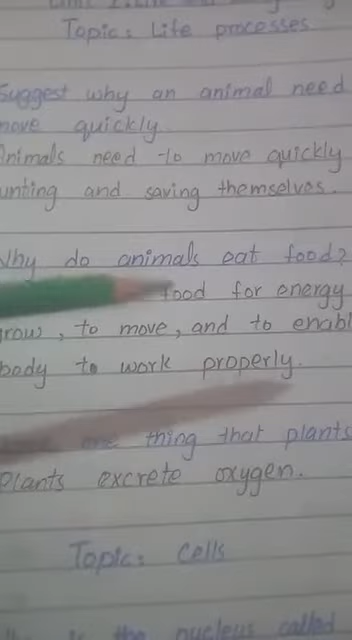 Topic: Life processes
Suggest why an animal need
move quickly.
Animals need to move quickly
unting and saving themselves.
Why do animals eat food?
food for energy
grow, to move, and to enabl
body to work properly.
one thing that plants
Plants excrete oxygen.
Topic: Cells
the nucleus called